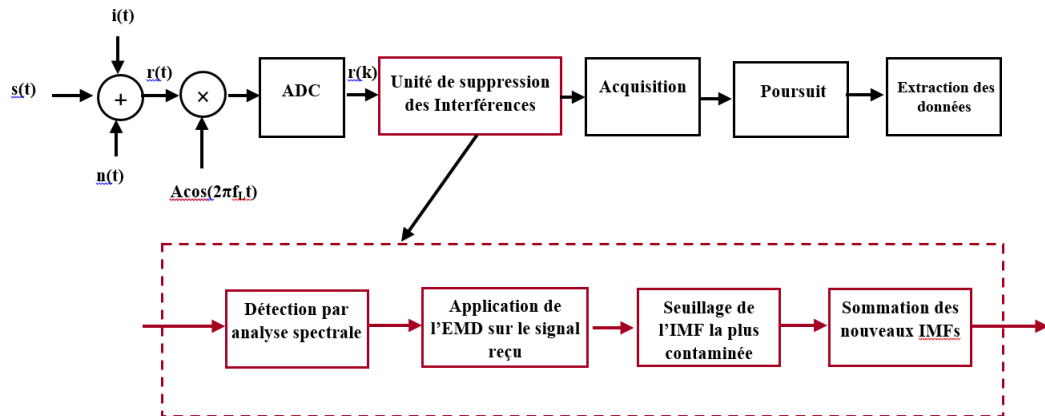 i(t)
s(t)
+
n(t)
r(t)
×
Acos(2πf_Lt)
ADC
r(k)
Unité de suppression
des Interférences
Acquisition
Poursuit
Extraction des
données
Détection par
analyse spectrale
Application de
l'EMD sur le signal
reçu
Seuillage de
l'IMF la plus
contaminée
Sommation des
nouveaux IMFs